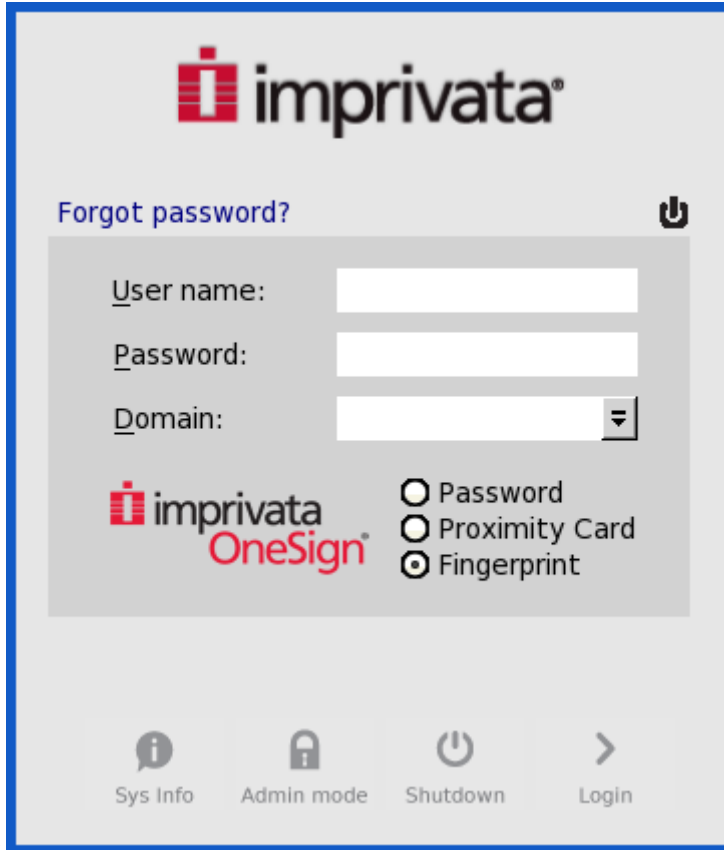 imprivata®
Forgot password?
User name:
Password:
Domain:
imprivata
OneSign®
Password
Proximity Card
Fingerprint
Sys Info
Admin mode
Shutdown
Login